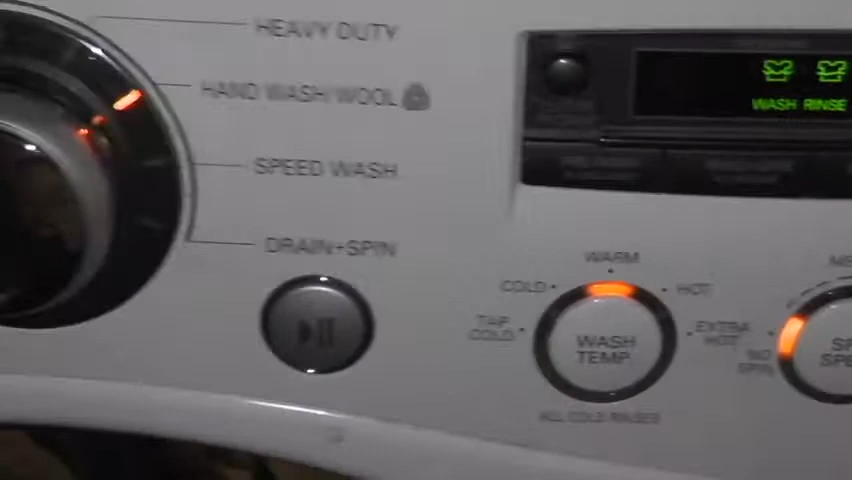 HEAVY DUTY
HAND WASH/WOOL
SPEED WASH
DRAIN+SPIN
WASH RINSE
WARM
COLD
HOT
TAP
COLD
EXTRA
HOT
WASH
TEMP
NO
SPIN
ALL COLD RINSES